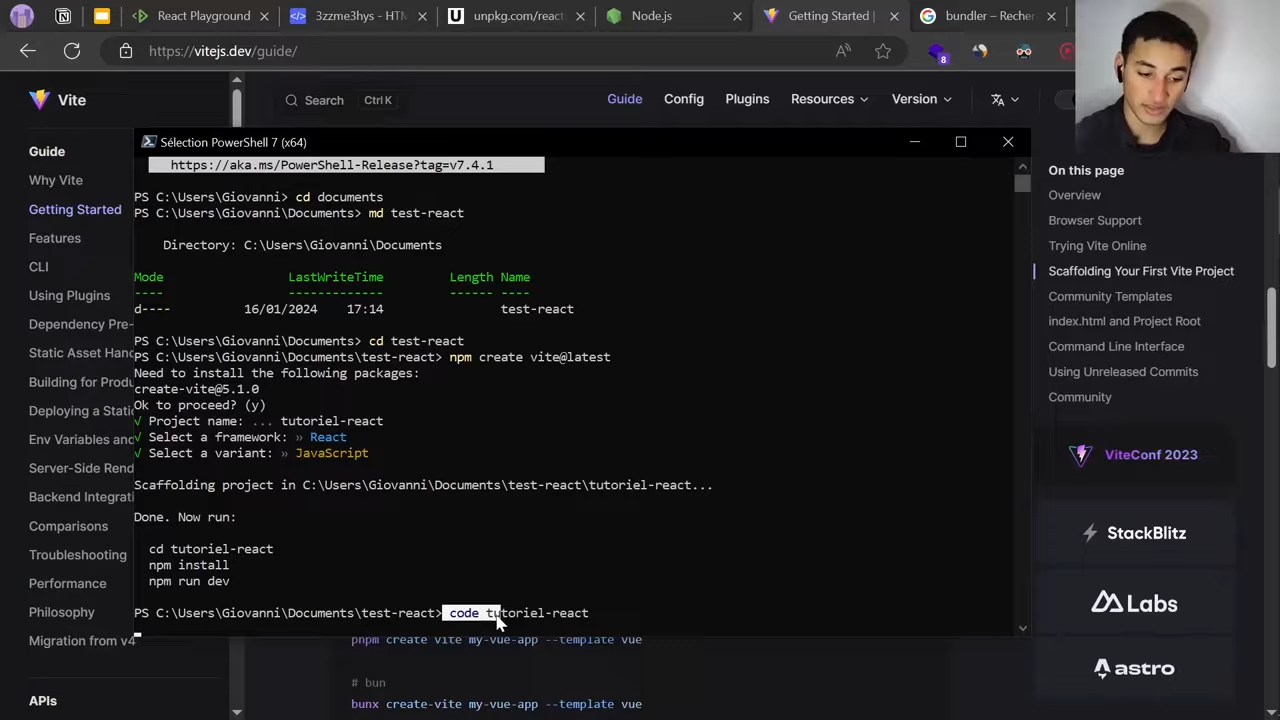 React Playground
3zzme3hys - HTM
unpkg.com/react
Node.js
Getting Started |
bundler – Recher
https://vitejs.dev/guide/
8
Vite
Search
Ctrl K
Guide
Config
Plugins
Resources
Version
Guide
Why Vite
Getting Started
Features
CLI
Using Plugins
Dependency Pre-
Static Asset Hand
Building for Produ
Deploying a Static
Env Variables and
Server-Side Rend
Backend Integrati
Comparisons
Troubleshooting
Performance
Philosophy
Migration from v4
APIs
Sélection PowerShell 7 (x64)
https://aka.ms/PowerShell-Release?tag=v7.4.1
PS C:\Users\Giovanni> cd documents
PS C:\Users\Giovanni\Documents> md test-react
Directory: C:\Users\Giovanni\Documents
Mode LastWriteTime Length Name
---- ------------- ------ ----
d---- 16/01/2024 17:14 test-react
PS C:\Users\Giovanni\Documents> cd test-react
PS C:\Users\Giovanni\Documents\test-react> npm create vite@latest
Need to install the following packages:
create-vite@5.1.0
Ok to proceed? (y)
√ Project name: ... tutoriel-react
√ Select a framework: » React
√ Select a variant: » JavaScript
Scaffolding project in C:\Users\Giovanni\Documents\test-react\tutoriel-react...
Done. Now run:
cd tutoriel-react
npm install
npm run dev
PS C:\Users\Giovanni\Documents\test-react> code tutoriel-react
pnpm create vite my-vue-app --template vue
# bun
bunx create-vite my-vue-app --template vue
On this page
Overview
Browser Support
Trying Vite Online
Scaffolding Your First Vite Project
Community Templates
index.html and Project Root
Command Line Interface
Using Unreleased Commits
Community
ViteConf 2023
StackBlitz
Labs
astro